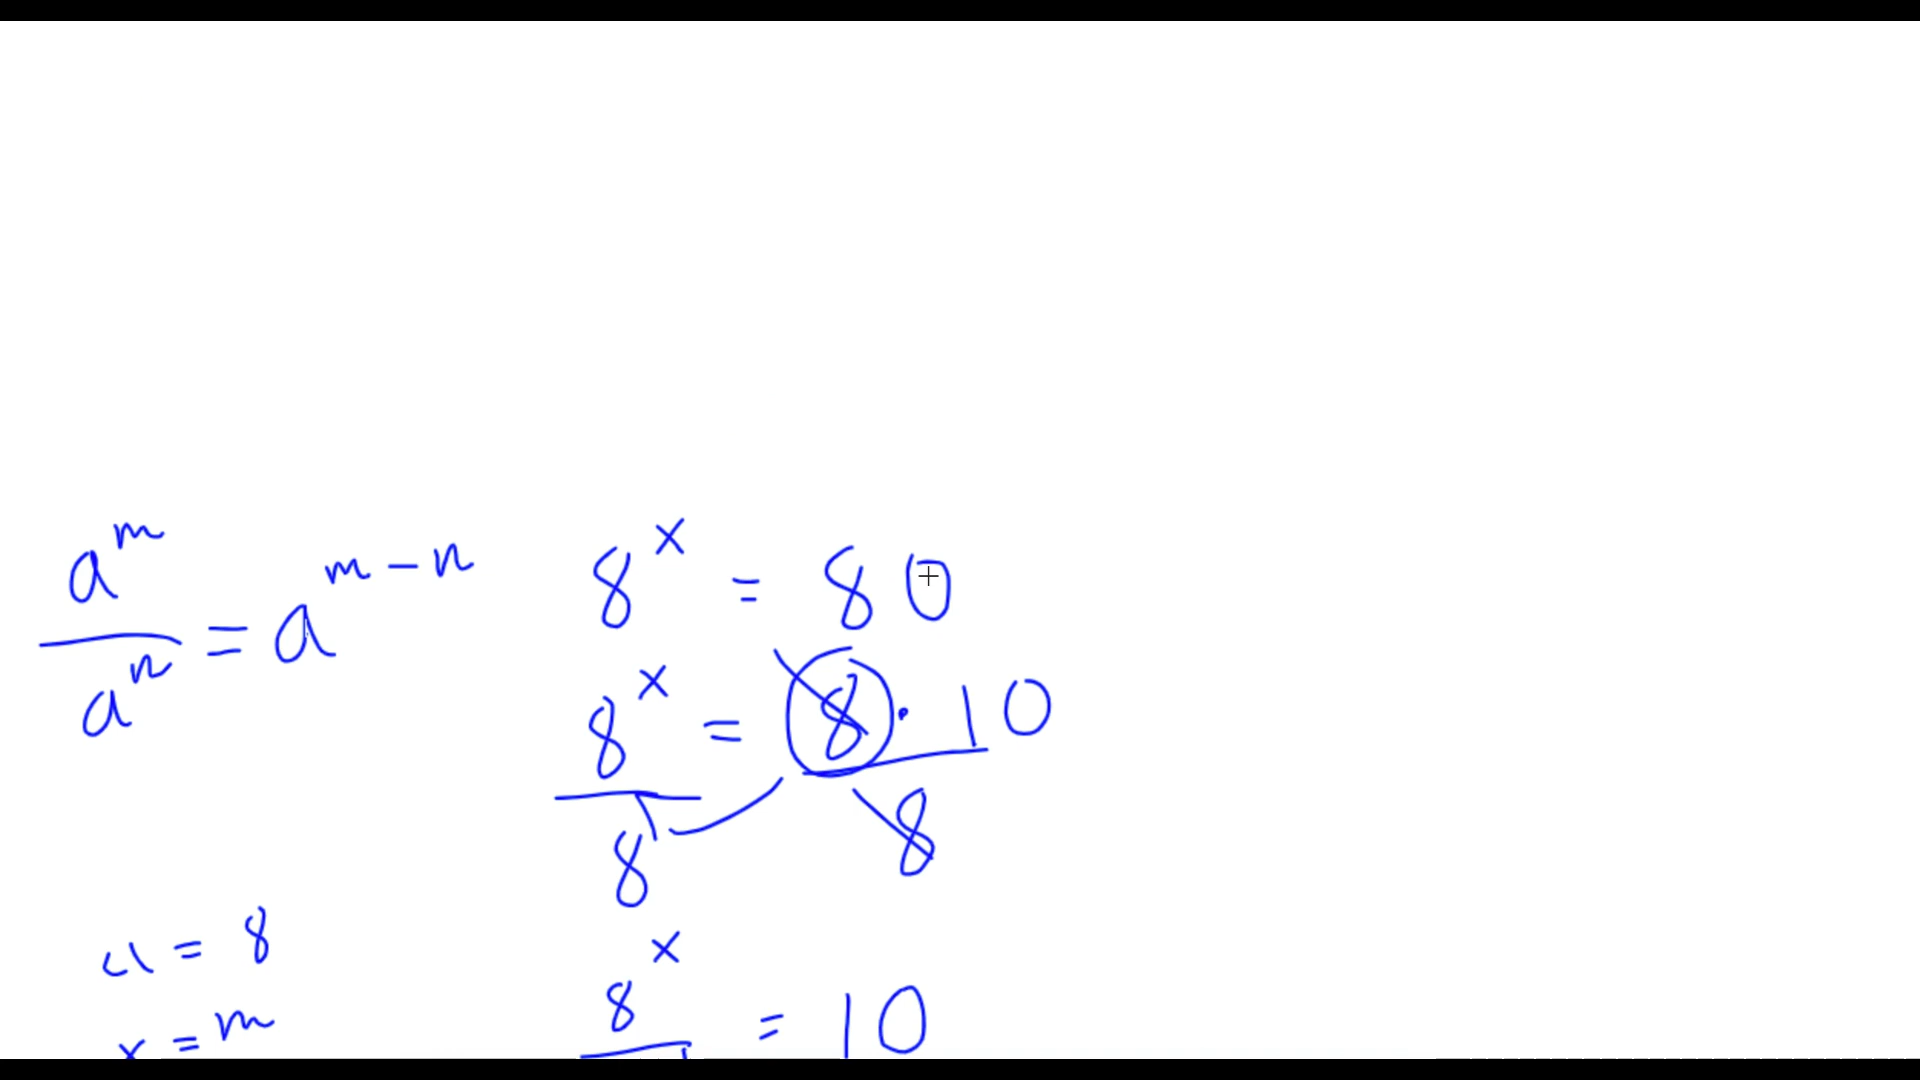 a^m / a^n = a^(m-n)
a = 8
x = m
8^x = 80
8^x / 8 = 8 · 10 / 8
8^x = 10